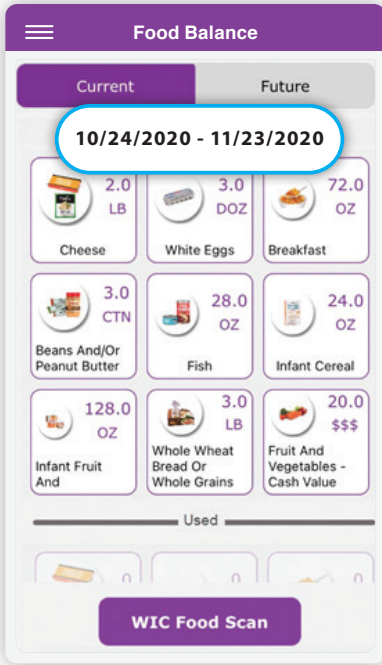 Food Balance
Current Future
10/24/2020 - 11/23/2020
2.0
LB
Cheese
3.0
DOZ
White Eggs
72.0
OZ
Breakfast
3.0
CTN
Beans And/Or
Peanut Butter
28.0
OZ
Fish
24.0
OZ
Infant Cereal
128.0
OZ
Infant Fruit
And
3.0
LB
Whole Wheat
Bread Or
Whole Grains
20.0
$$$
Fruit And
Vegetables -
Cash Value
Used
0 0 0
WIC Food Scan